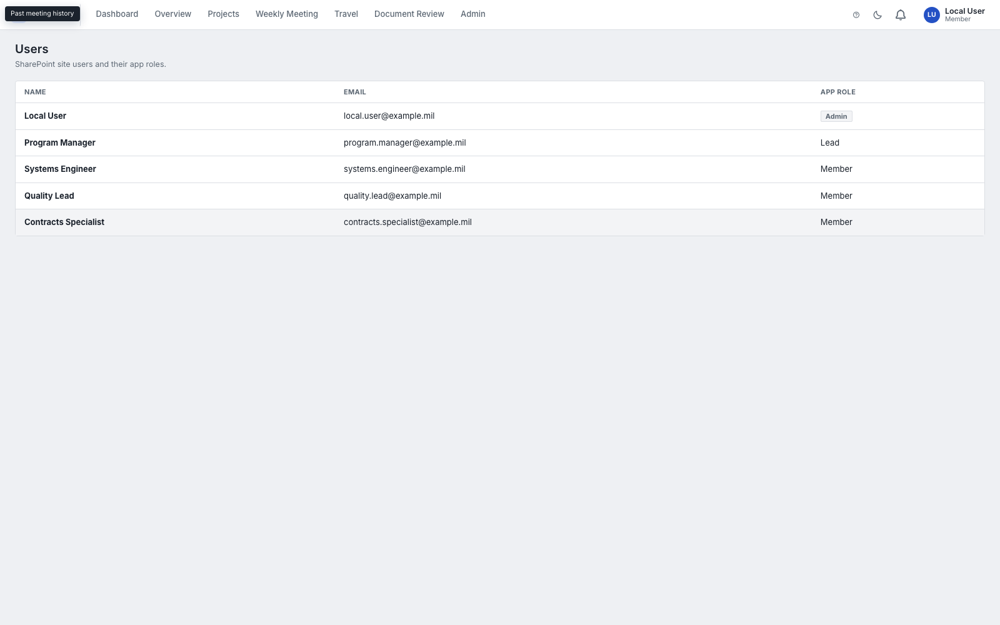 Past meeting history
Dashboard Overview Projects Weekly Meeting Travel Document Review Admin
LU Local User
Member
Users
SharePoint site users and their app roles.
NAME EMAIL APP ROLE
Local User local.user@example.mil Admin
Program Manager program.manager@example.mil Lead
Systems Engineer systems.engineer@example.mil Member
Quality Lead quality.lead@example.mil Member
Contracts Specialist contracts.specialist@example.mil Member